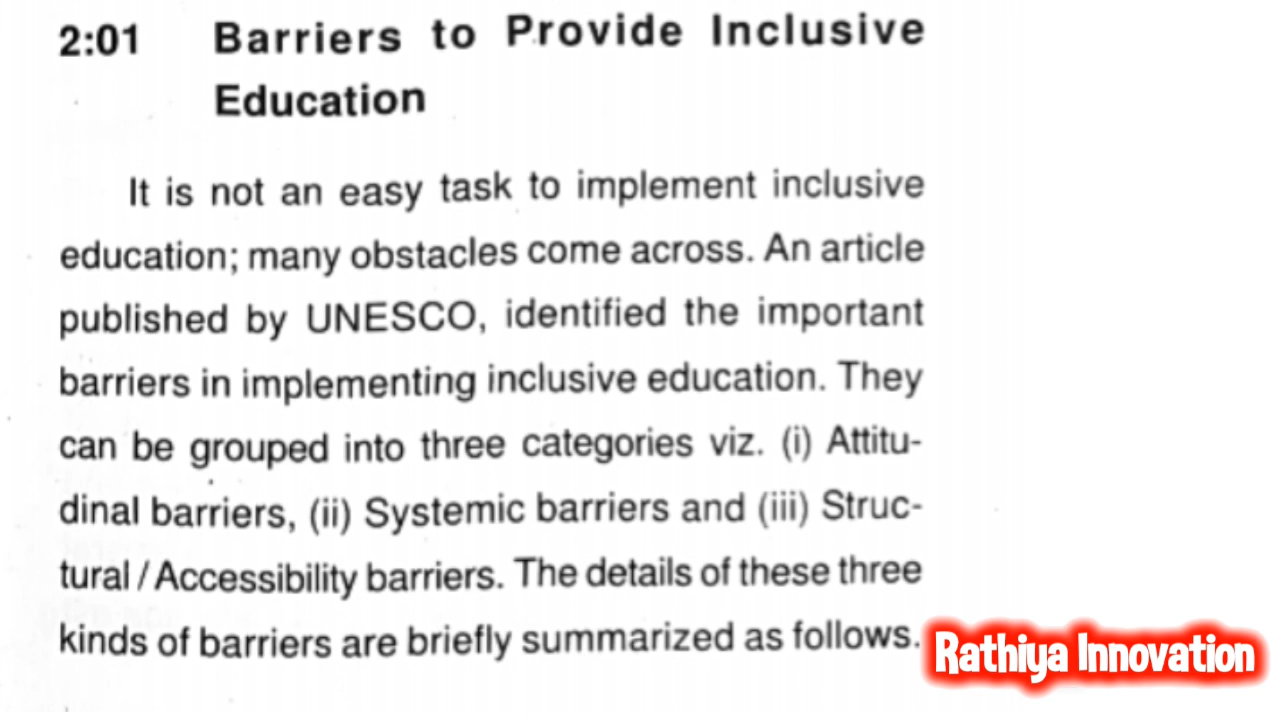 2:01 Barriers to Provide Inclusive
Education
It is not an easy task to implement inclusive
education; many obstacles come across. An article
published by UNESCO, identified the important
barriers in implementing inclusive education. They
can be grouped into three categories viz. (i) Attitu-
dinal barriers, (ii) Systemic barriers and (iii) Struc-
tural / Accessibility barriers. The details of these three
kinds of barriers are briefly summarized as follows.
Rathiya Innovation